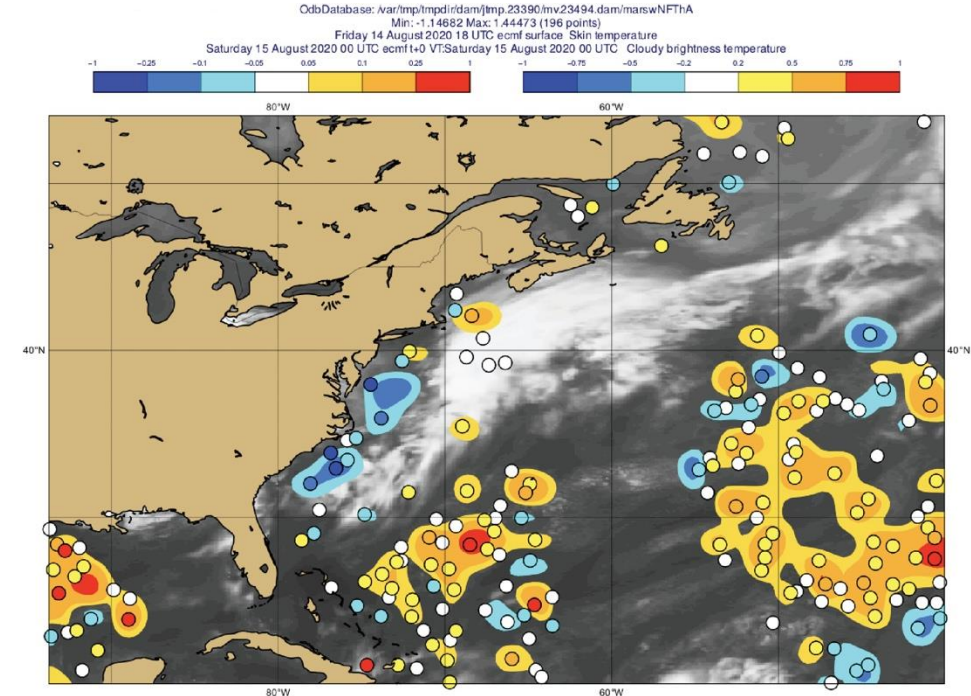 OdbDatabase: /var/tmp/tmpdir/dam/jtmp.23390/mv.23494.dam/marswNFThA
Min: -1.14682 Max: 1.44473 (196 points)
Friday 14 August 2020 18 UTC ecmf surface Skin temperature
Saturday 15 August 2020 00 UTC ecmf t+0 VT:Saturday 15 August 2020 00 UTC Cloudy brightness temperature
-1 -0.25 -0.1 -0.05 0.05 0.1 0.25 1 -1 -0.75 -0.5 -0.2 0.2 0.5 0.75 1
80°W 60°W
40°N 40°N
80°W 60°W